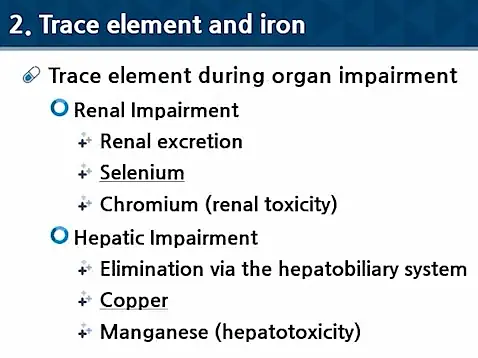 2. Trace element and iron
Trace element during organ impairment
Renal Impairment
Renal excretion
Selenium
Chromium (renal toxicity)
Hepatic Impairment
Elimination via the hepatobiliary system
Copper
Manganese (hepatotoxicity)